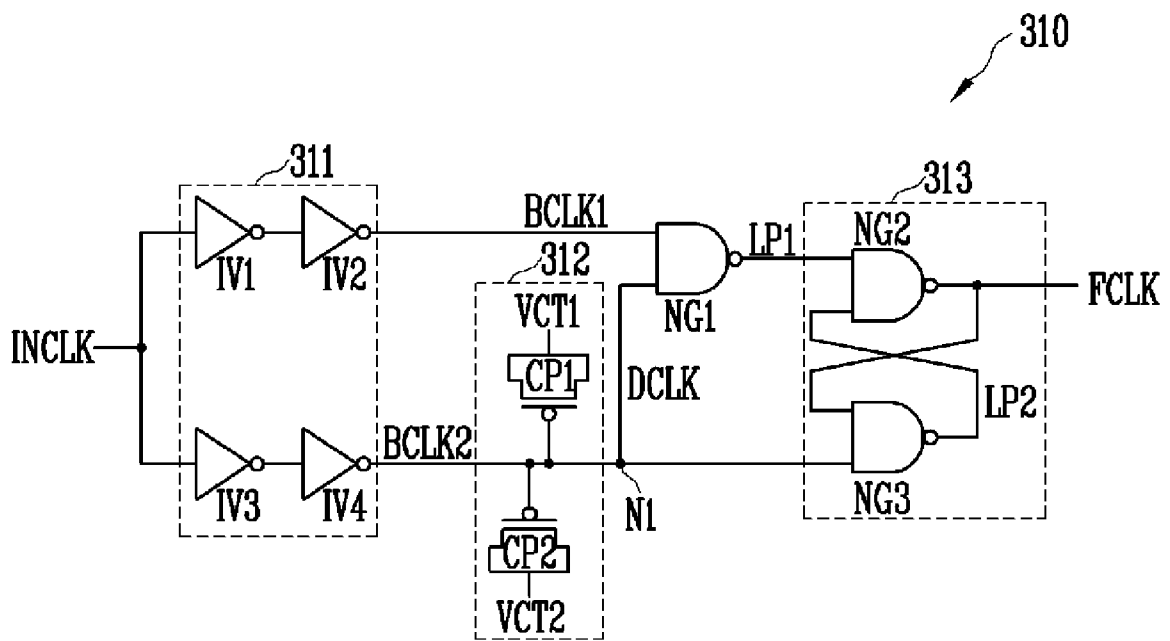 310
311
313
BCLK1
NG2
LP1
312
IV1
IV2
VCT1
NG1
FCLK
INCLK
CP1
DCLK
LP2
BCLK2
IV3
IV4
N1
NG3
CP2
VCT2